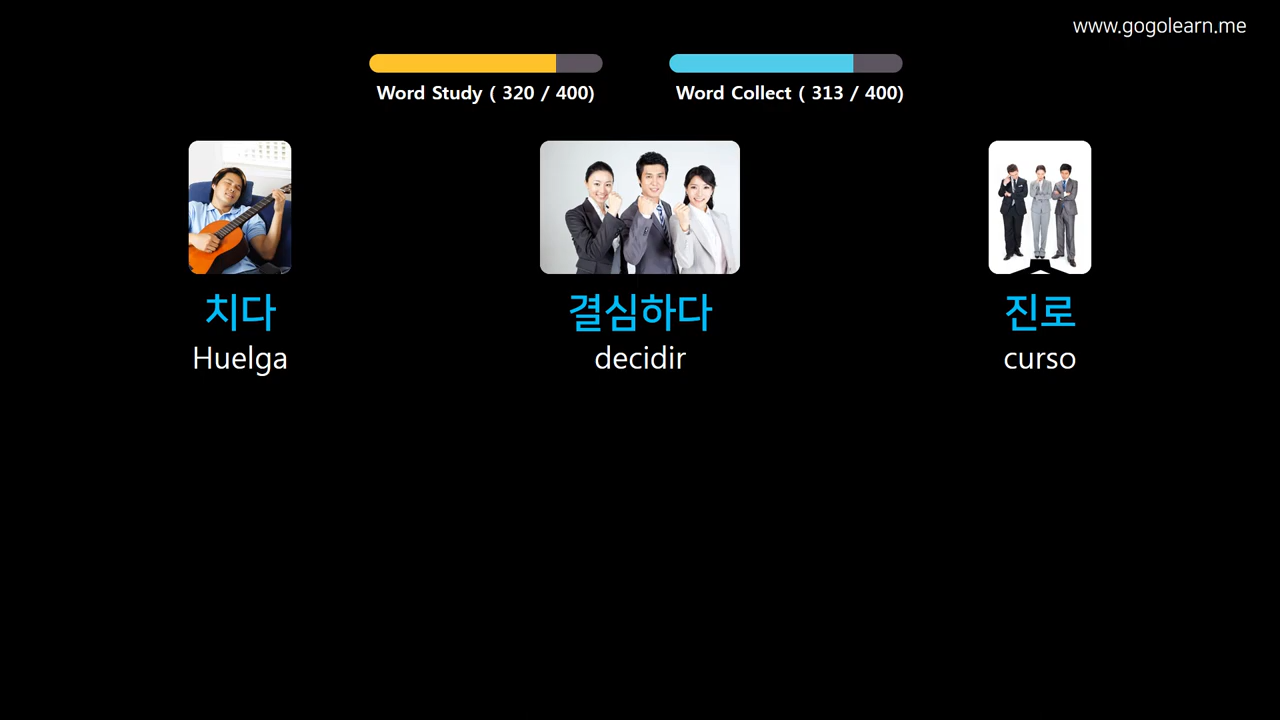 www.gogolearn.me
Word Study ( 320 / 400)
Word Collect ( 313 / 400)
치다
결심하다
진로
Huelga
decidir
curso